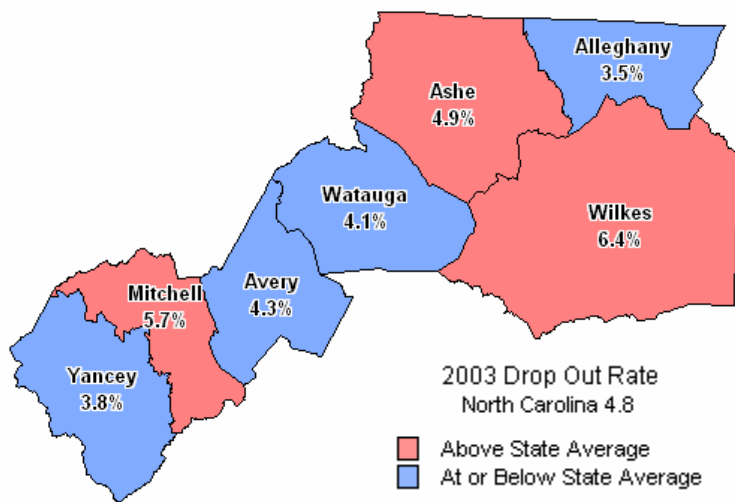 Alleghany
3.5%
Ashe
4.9%
Watauga
4.1%
Wilkes
6.4%
Avery
4.3%
Mitchell
5.7%
Yancey
3.8%
2003 Drop Out Rate
North Carolina 4.8
Above State Average
At or Below State Average